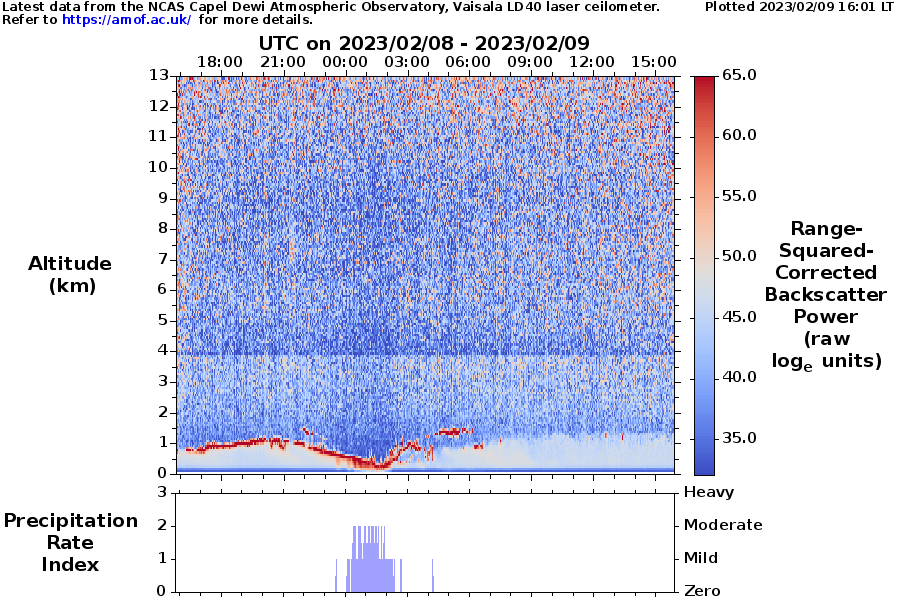 Latest data from the NCAS Capel Dewi Atmospheric Observatory, Vaisala LD40 laser ceilometer.
Plotted 2023/02/09 16:01 LT
Refer to https://amof.ac.uk/ for more details.
UTC on 2023/02/08 - 2023/02/09
18:00 21:00 00:00 03:00 06:00 09:00 12:00 15:00
13
12
11
10
9
8
7
6
5
4
3
2
1
0
Altitude
(km)
65.0
60.0
55.0
50.0
45.0
40.0
35.0
Range-
Squared-
Corrected
Backscatter
Power
(raw
logₑ units)
Precipitation
Rate
Index
3
2
1
0
Heavy
Moderate
Mild
Zero